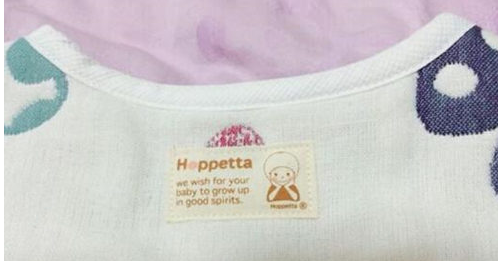 Hoppetta
we wish for your
baby to grow up
in good spirits.
Hoppetta ®